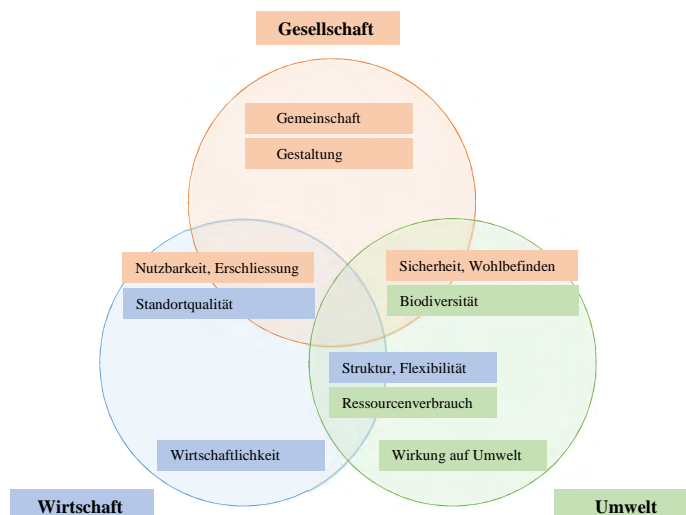 Gesellschaft
Gemeinschaft
Gestaltung
Nutzbarkeit, Erschliessung
Sicherheit, Wohlbefinden
Standortqualität
Biodiversität
Struktur, Flexibilität
Ressourcenverbrauch
Wirtschaftlichkeit
Wirkung auf Umwelt
Wirtschaft
Umwelt